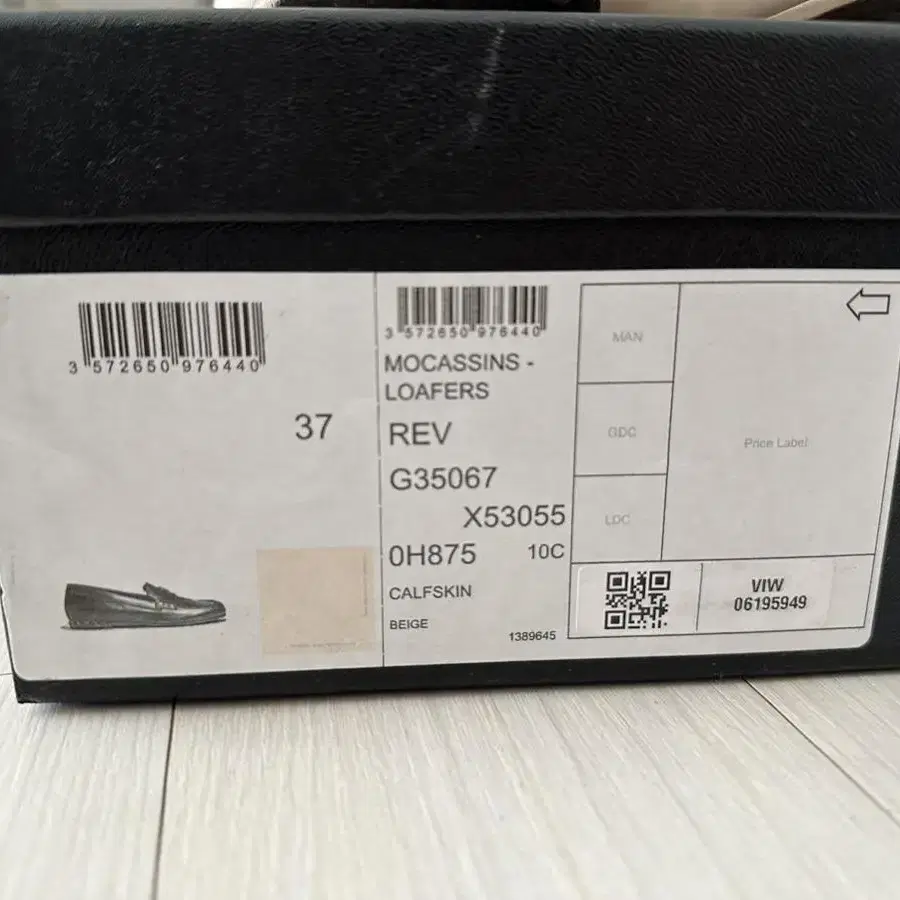 3 572650 976440
37
3 572650 976440
MOCASSINS -
LOAFERS
REV
G35067
X53055
0H875 10C
CALFSKIN
BEIGE
1389645
MAN
GDC
LDC
Price Label
VIW
06195949